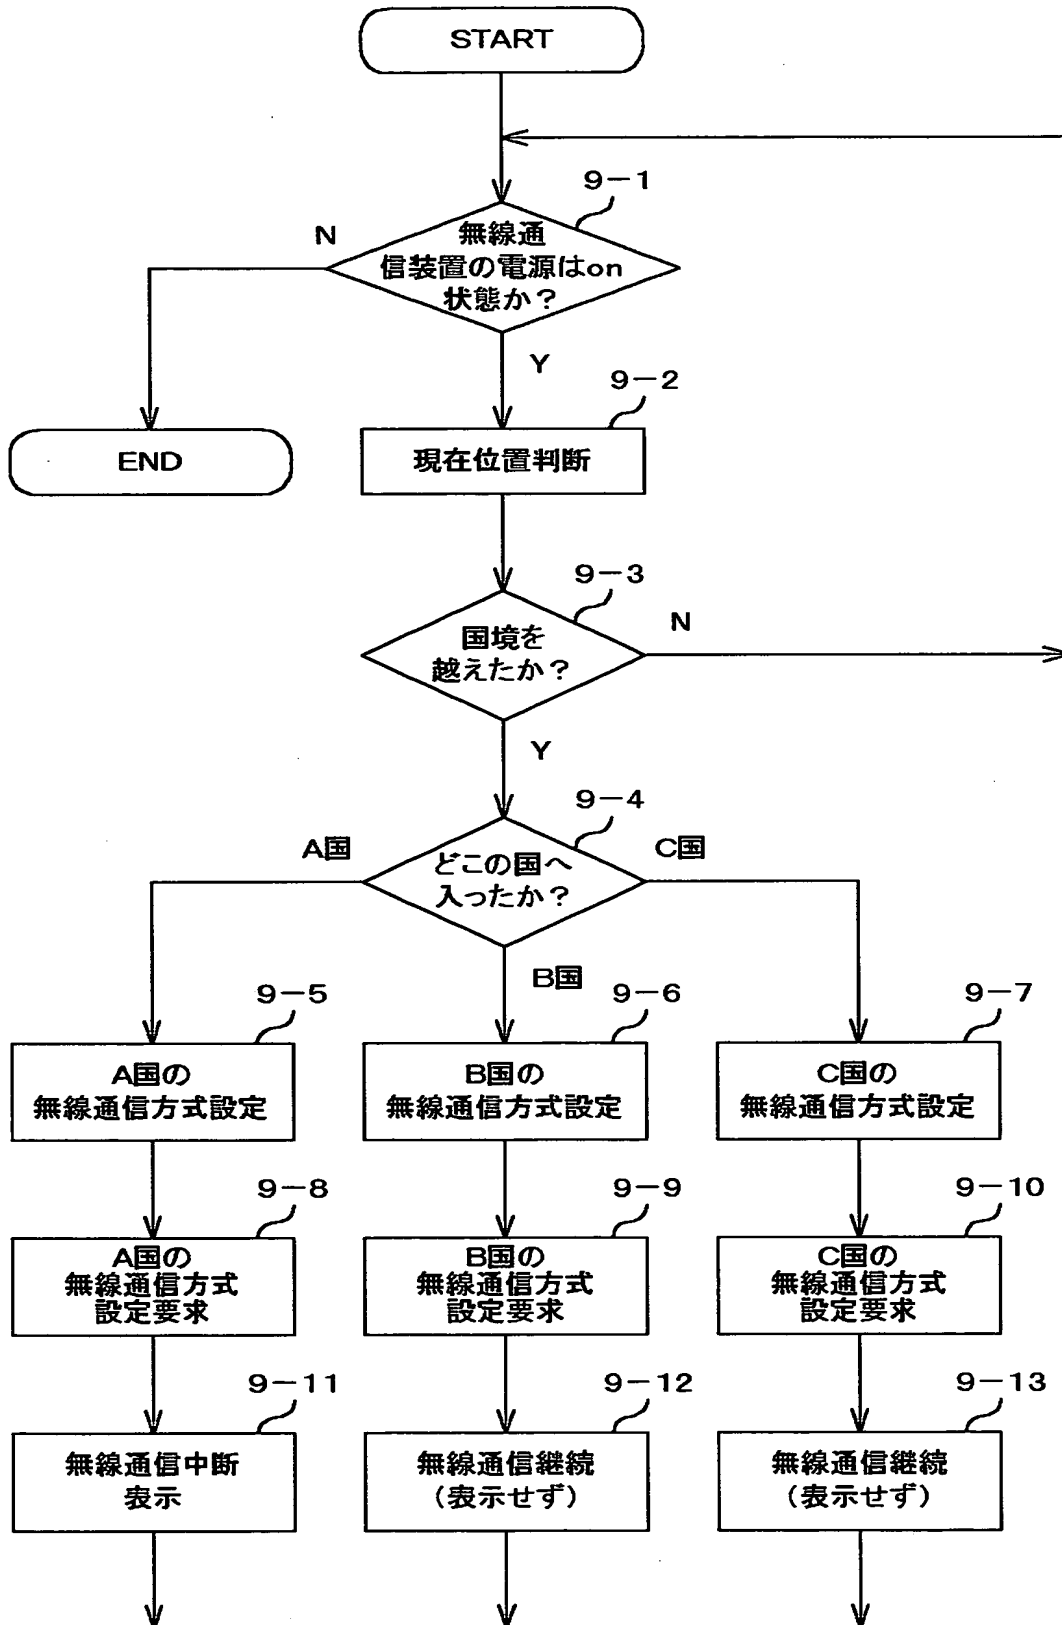 START
9-1
無線通
信装置の電源はon
状態か？
N
Y
9-2
END
現在位置判断
9-3
国境を
越えたか？
N
Y
9-4
A国
どこの国へ
入ったか？
C国
B国
9-5
9-6
9-7
A国の
無線通信方式設定
B国の
無線通信方式設定
C国の
無線通信方式設定
9-8
9-9
9-10
A国の
無線通信方式
設定要求
B国の
無線通信方式
設定要求
C国の
無線通信方式
設定要求
9-11
9-12
9-13
無線通信中断
表示
無線通信継続
（表示せず）
無線通信継続
（表示せず）